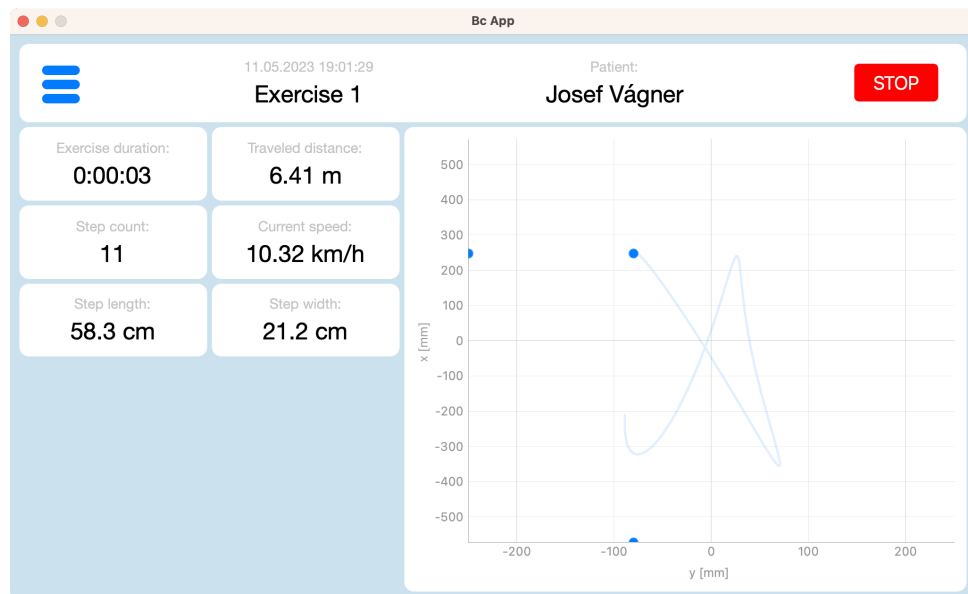 Bc App
11.05.2023 19:01:29
Exercise 1
Patient:
Josef Vágner
STOP
Exercise duration:
0:00:03
Traveled distance:
6.41 m
Step count:
11
Current speed:
10.32 km/h
Step length:
58.3 cm
Step width:
21.2 cm
500
400
300
200
100
0
-100
-200
-300
-400
-500
x [mm]
-200 -100 0 100 200
y [mm]